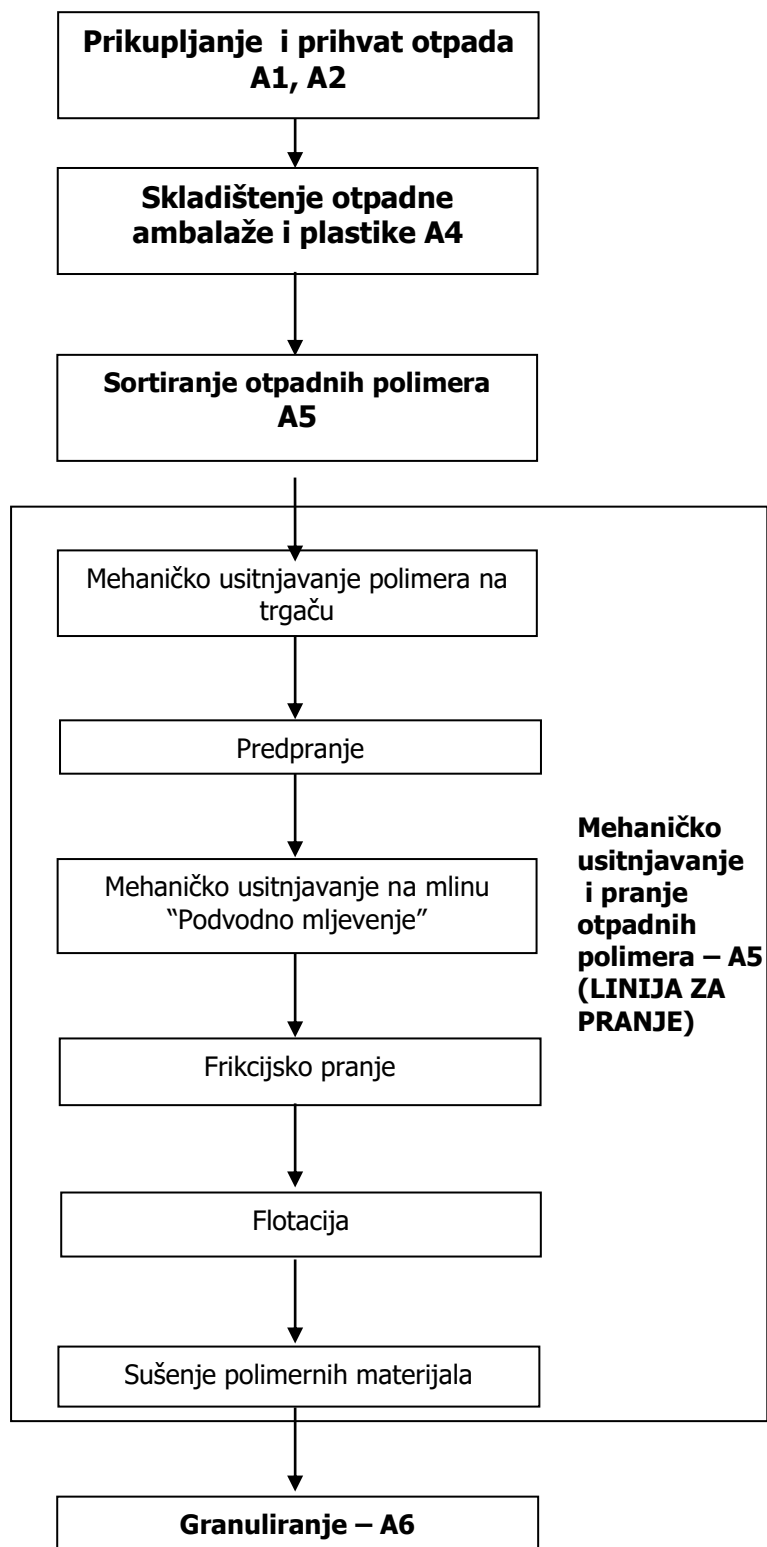 Prikupljanje i prihvat otpada
A1, A2
Skladištenje otpadne
ambalaže i plastike A4
Sortiranje otpadnih polimera
A5
Mehaničko usitnjavanje polimera na
trgaču
Predpranje
Mehaničko usitnjavanje na mlinu
“Podvodno mljevenje”
Frikcijsko pranje
Flotacija
Sušenje polimernih materijala
Mehaničko
usitnjavanje
i pranje
otpadnih
polimera – A5
(LINIJA ZA
PRANJE)
Granuliranje – A6